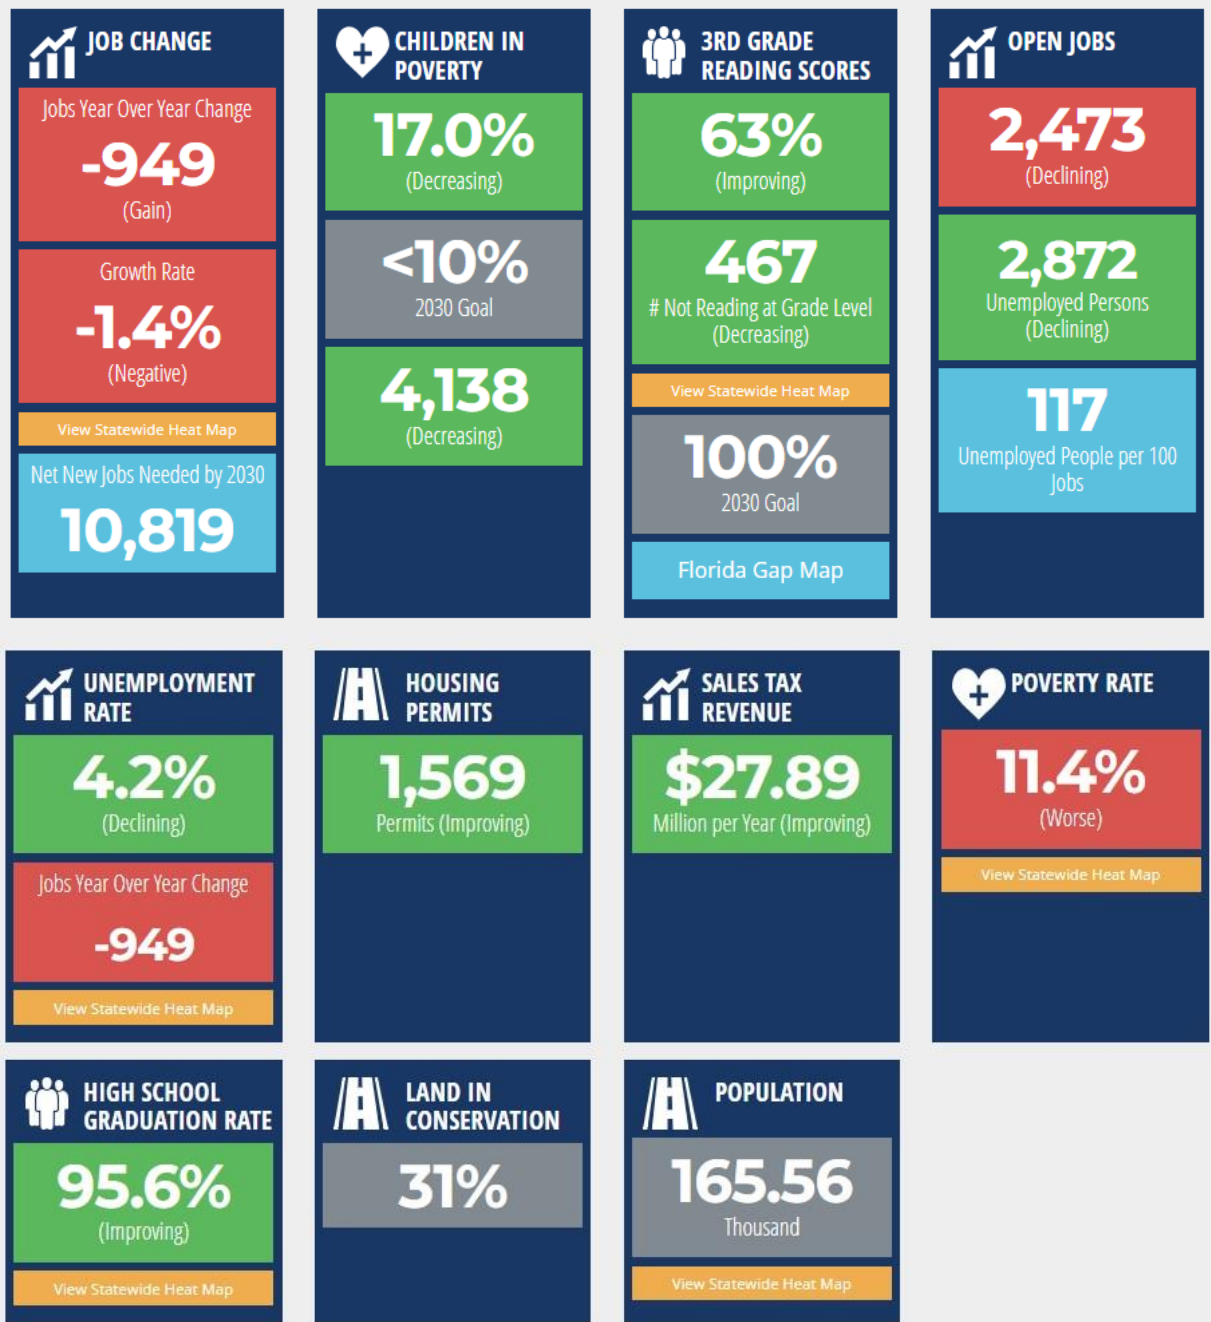 JOB CHANGE
Jobs Year Over Year Change
-949
(Gain)
Growth Rate
-1.4%
(Negative)
View Statewide Heat Map
Net New Jobs Needed by 2030
10,819
CHILDREN IN
POVERTY
17.0%
(Decreasing)
<10%
2030 Goal
4,138
(Decreasing)
3RD GRADE
READING SCORES
63%
(Improving)
467
# Not Reading at Grade Level
(Decreasing)
View Statewide Heat Map
100%
2030 Goal
Florida Gap Map
OPEN JOBS
2,473
(Declining)
2,872
Unemployed Persons
(Declining)
117
Unemployed People per 100
Jobs
UNEMPLOYMENT
RATE
4.2%
(Declining)
Jobs Year Over Year Change
-949
View Statewide Heat Map
HOUSING
PERMITS
1,569
Permits (Improving)
SALES TAX
REVENUE
$27.89
Million per Year (Improving)
POVERTY RATE
11.4%
(Worse)
View Statewide Heat Map
HIGH SCHOOL
GRADUATION RATE
95.6%
(Improving)
View Statewide Heat Map
LAND IN
CONSERVATION
31%
POPULATION
165.56
Thousand
View Statewide Heat Map